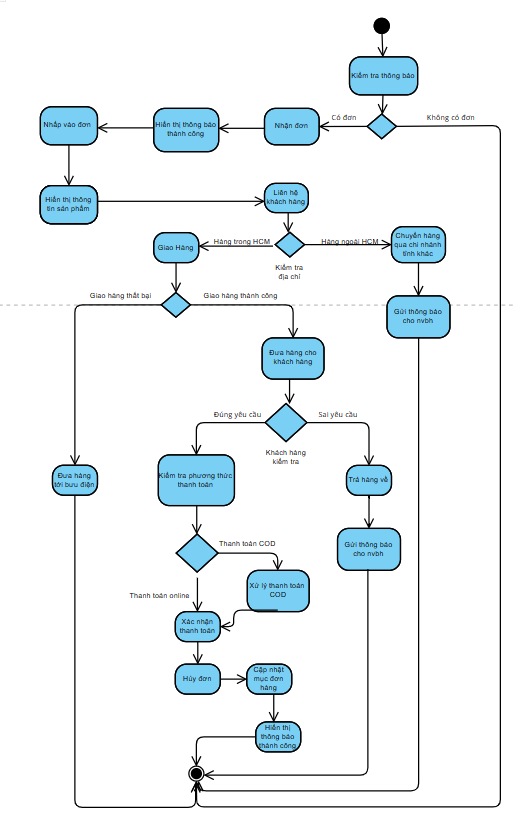 Kiểm tra thông báo
Có đơn
Không có đơn
Nhấp vào đơn
Hiển thị thông báo
thành công
Nhận đơn
Hiển thị thông
tin sản phẩm
Liên hệ
khách hàng
Giao Hàng
Hàng trong HCM
Hàng ngoài HCM
Chuyển hàng
qua chi nhánh
tỉnh khác
Kiểm tra
địa chỉ
Giao hàng thất bại
Giao hàng thành công
Gửi thông báo
cho nvbh
Đưa hàng cho
khách hàng
Đúng yêu cầu
Sai yêu cầu
Khách hàng
kiểm tra
Đưa hàng
tới bưu điện
Kiểm tra phương thức
thanh toán
Trả hàng về
Thanh toán COD
Gửi thông báo
cho nvbh
Thanh toán online
Xử lý thanh toán
COD
Xác nhận
thanh toán
Hủy đơn
Cập nhật
mục đơn
hàng
Hiển thị
thông báo
thành công